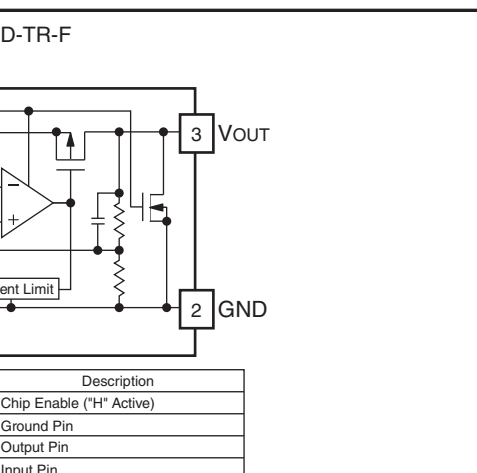 D-TR-F
3 VOUT
−
+
ent Limit
2 GND
Description
Chip Enable ("H" Active)
Ground Pin
Output Pin
Input Pin